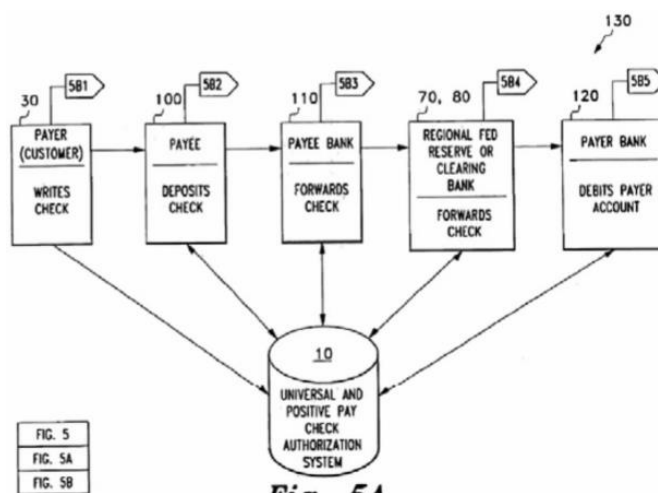 130
5B1
5B2
5B3
5B4
5B5
30
100
110
70, 80
120
PAYER
(CUSTOMER)
WRITES
CHECK
PAYEE
DEPOSITS
CHECK
PAYEE BANK
FORWARDS
CHECK
REGIONAL FED
RESERVE OR
CLEARING
BANK
FORWARDS
CHECK
PAYER BANK
DEBITS PAYER
ACCOUNT
10
UNIVERSAL AND
POSITIVE PAY
CHECK
AUTHORIZATION
SYSTEM
FIG. 5
FIG. 5A
FIG. 5B
Fig. 5A